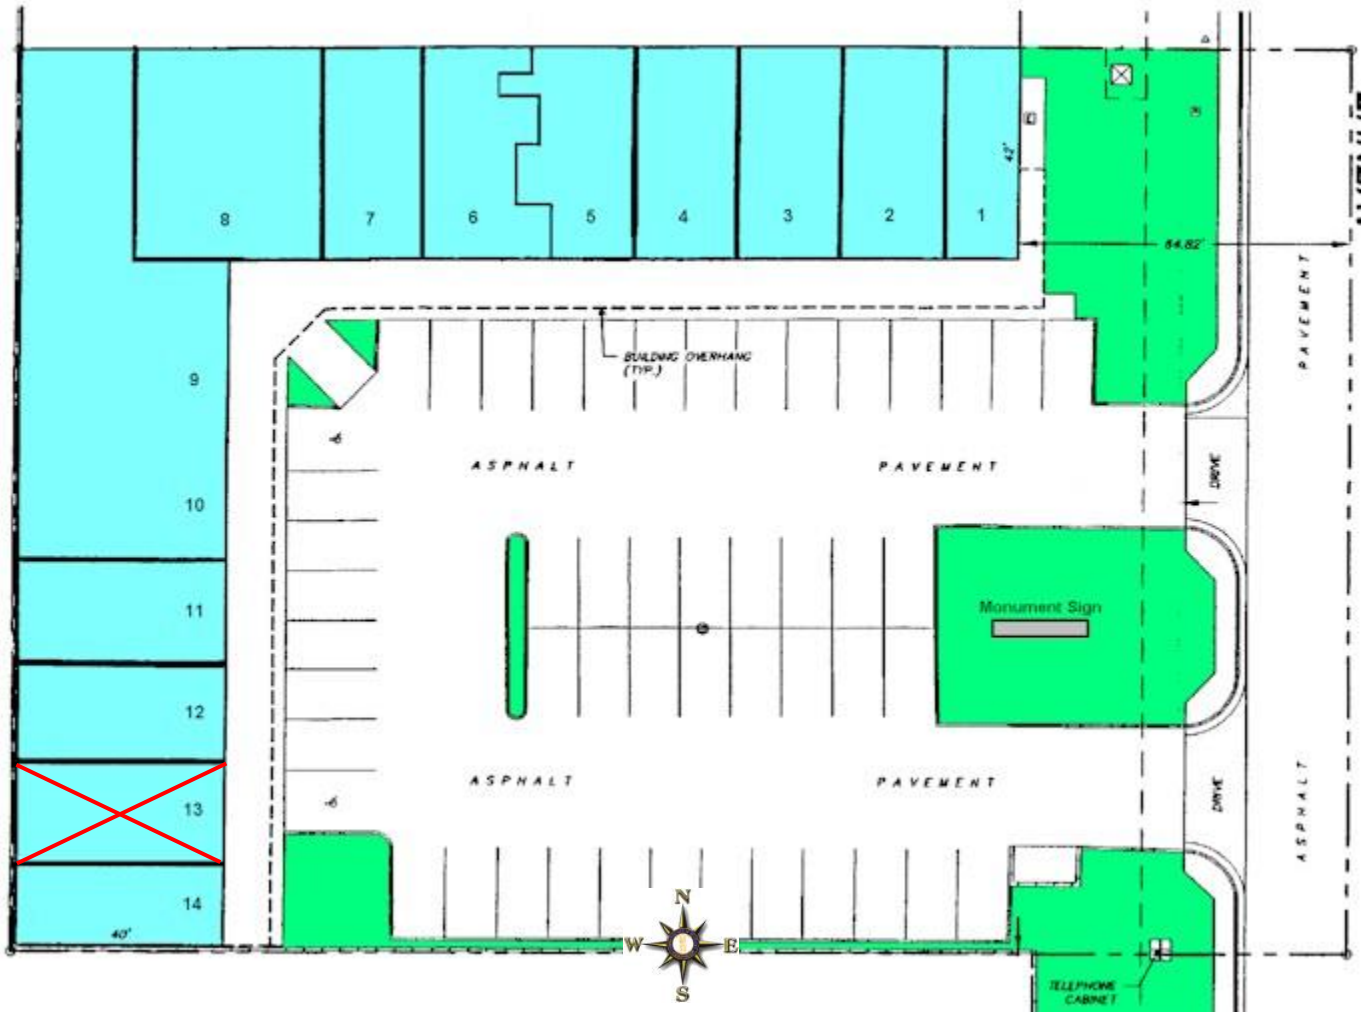 8
7
6
5
4
3
2
1
42'
64.82'
PAVEMENT
BUILDING OVERHANG
(TYP.)
9
10
11
12
13
14
40'
ASPHALT
PAVEMENT
DRIVE
Monument Sign
ASPHALT
PAVEMENT
DRIVE
ASPHALT
N
W
E
S
TELEPHONE
CABINET